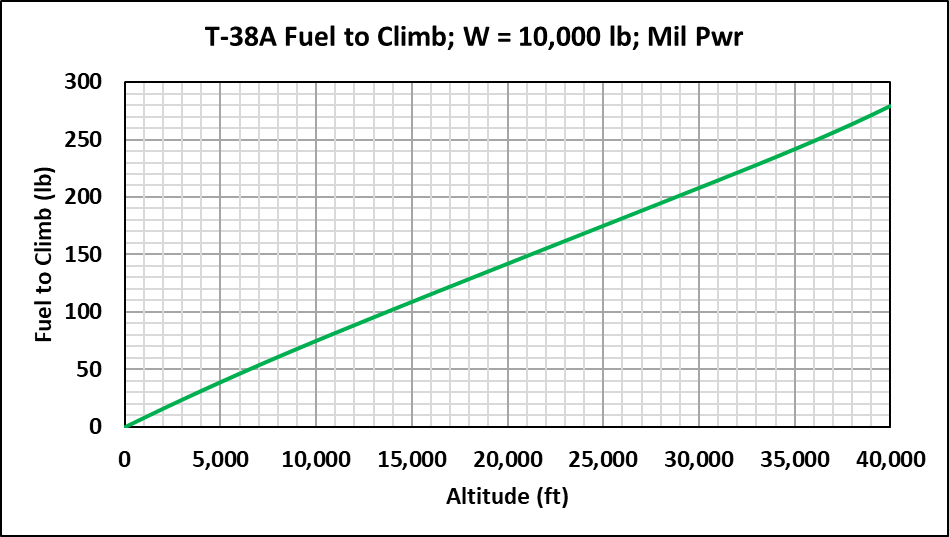 T-38A Fuel to Climb; W = 10,000 lb; Mil Pwr
300
250
200
150
100
50
0
Fuel to Climb (lb)
0 5,000 10,000 15,000 20,000 25,000 30,000 35,000 40,000
Altitude (ft)